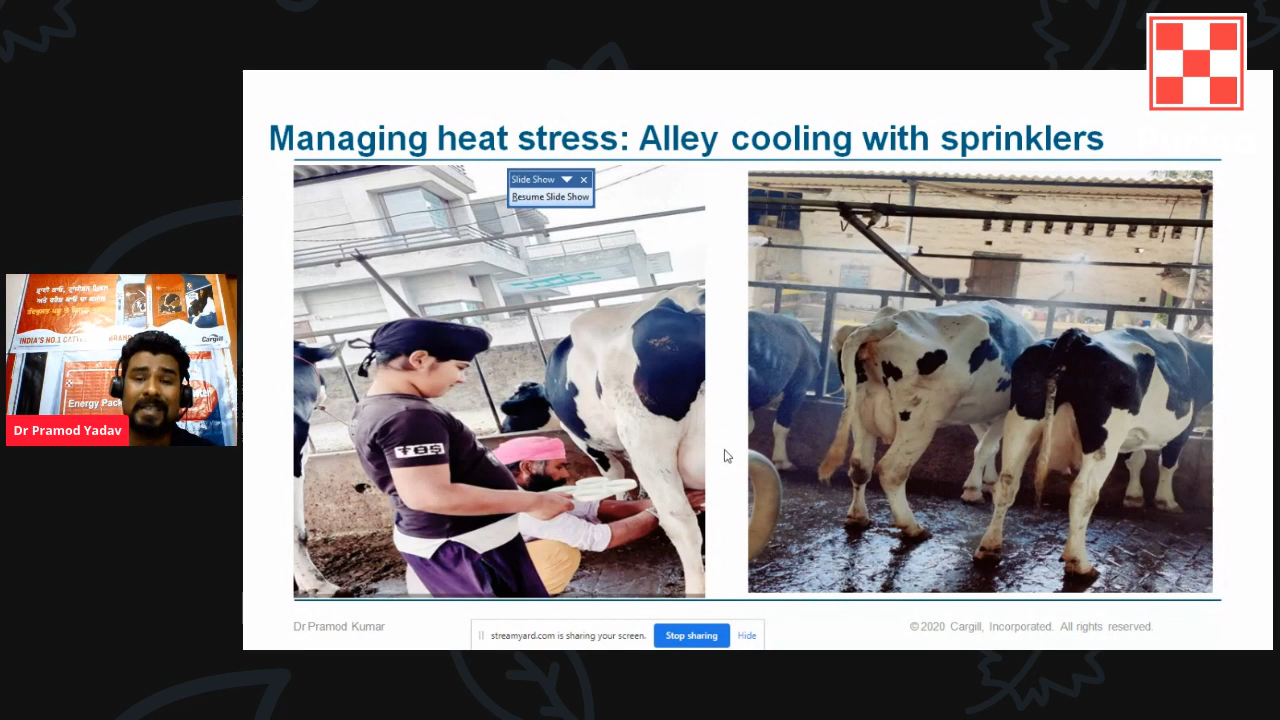 Managing heat stress: Alley cooling with sprinklers
Slide Show
Resume Slide Show
INDIA'S NO.1
BRAND
Cargill
Energy Pack
Dr Pramod Yadav
Dr Pramod Kumar
© 2020 Cargill, Incorporated. All rights reserved.
streamyard.com is sharing your screen.
Stop sharing
Hide